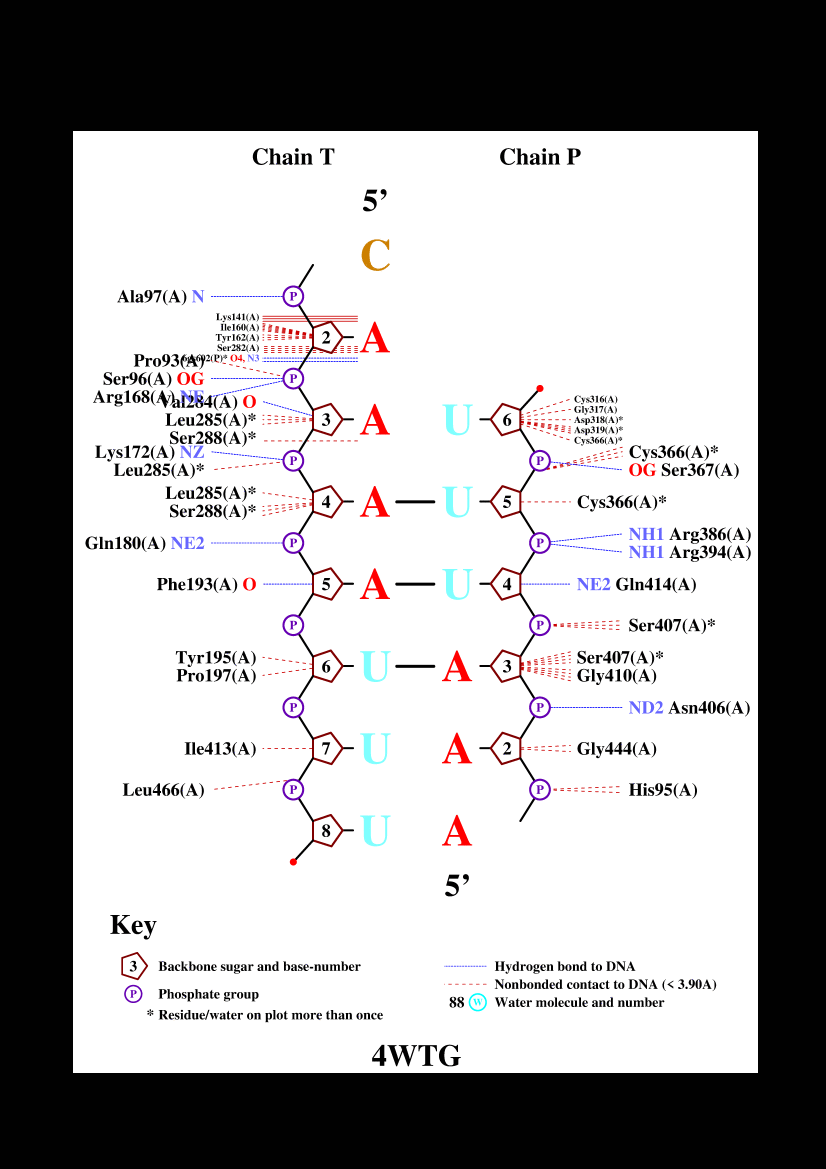 Chain T Chain P
5’
C
Ala97(A) N P
Lys141(A)
Ile160(A)
Tyr162(A)
Ser282(A)
2 A
O4, N3
Pro93(A)
Ser96(A) OG P
Arg168(A) NE
Val284(A) O
Leu285(A)*
Ser288(A)*
3 A U 6
Cys316(A)
Gly317(A)
Asp318(A)*
Asp319(A)*
Cys366(A)*
Lys172(A) NZ
Leu285(A)*
P P
Cys366(A)*
OG Ser367(A)
Leu285(A)*
Ser288(A)*
4 A U 5 Cys366(A)*
Gln180(A) NE2 P P
NH1 Arg386(A)
NH1 Arg394(A)
Phe193(A) O 5 A U 4 NE2 Gln414(A)
P P Ser407(A)*
Tyr195(A)
Pro197(A)
6 U A 3
Ser407(A)*
Gly410(A)
P P ND2 Asn406(A)
Ile413(A) 7 U A 2 Gly444(A)
Leu466(A) P P His95(A)
8 U A
5’
Key
3 Backbone sugar and base-number
P Phosphate group
* Residue/water on plot more than once
Hydrogen bond to DNA
Nonbonded contact to DNA (< 3.90A)
88 W Water molecule and number
4WTG